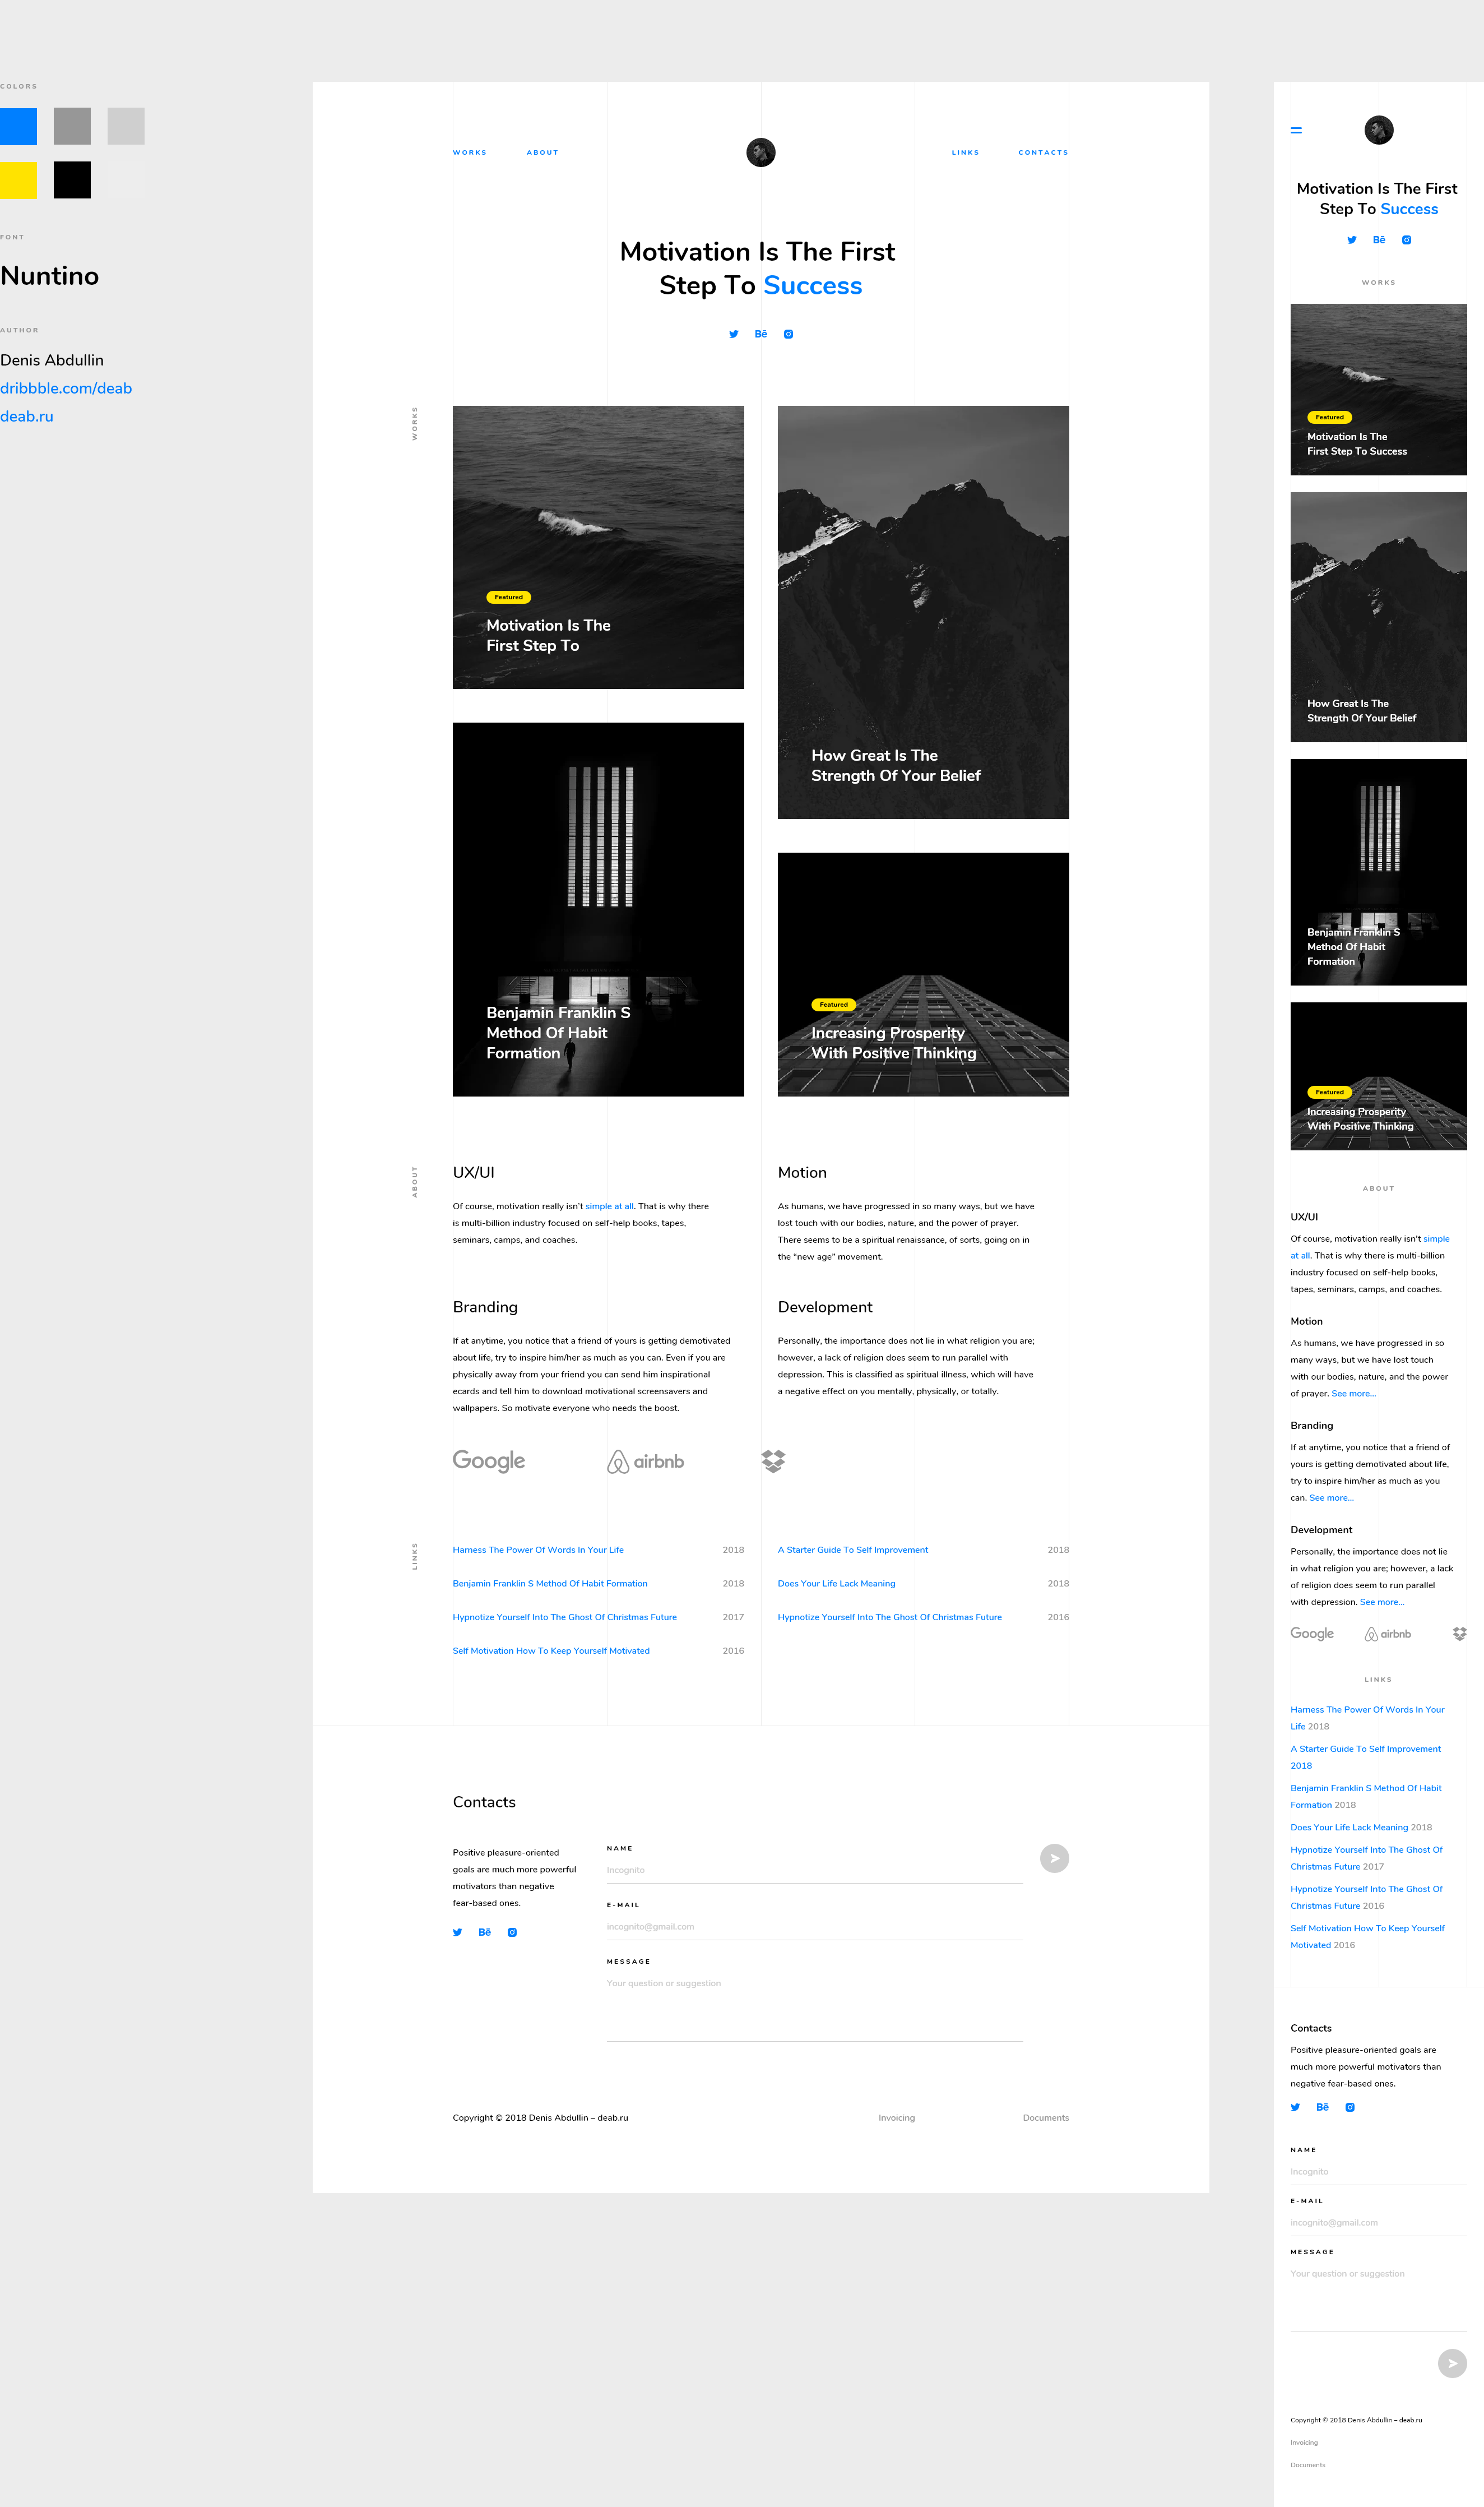 COLORS
FONT
Nuntino
AUTHOR
Denis Abdullin
dribbble.com/deab
deab.ru
WORKS
ABOUT
LINKS
CONTACTS
Motivation Is The First
Step To Success
Bē
WORKS
Featured
Motivation Is The
First Step To
How Great Is The
Strength Of Your Belief
Benjamin Franklin S
Method Of Habit
Formation
Featured
Increasing Prosperity
With Positive Thinking
ABOUT
UX/UI
Of course, motivation really isn't simple at all. That is why there
is multi-billion industry focused on self-help books, tapes,
seminars, camps, and coaches.
Motion
As humans, we have progressed in so many ways, but we have
lost touch with our bodies, nature, and the power of prayer.
There seems to be a spiritual renaissance, of sorts, going on in
the “new age” movement.
Branding
If at anytime, you notice that a friend of yours is getting demotivated
about life, try to inspire him/her as much as you can. Even if you are
physically away from your friend you can send him inspirational
ecards and tell him to download motivational screensavers and
wallpapers. So motivate everyone who needs the boost.
Development
Personally, the importance does not lie in what religion you are;
however, a lack of religion does seem to run parallel with
depression. This is classified as spiritual illness, which will have
a negative effect on you mentally, physically, or totally.
Google
airbnb
LINKS
Harness The Power Of Words In Your Life 2018
Benjamin Franklin S Method Of Habit Formation 2018
Hypnotize Yourself Into The Ghost Of Christmas Future 2017
Self Motivation How To Keep Yourself Motivated 2016
A Starter Guide To Self Improvement 2018
Does Your Life Lack Meaning 2018
Hypnotize Yourself Into The Ghost Of Christmas Future 2016
Contacts
Positive pleasure-oriented
goals are much more powerful
motivators than negative
fear-based ones.
Bē
NAME
Incognito
E-MAIL
incognito@gmail.com
MESSAGE
Your question or suggestion
Copyright © 2018 Denis Abdullin – deab.ru
Invoicing
Documents
Motivation Is The First
Step To Success
Bē
WORKS
Featured
Motivation Is The
First Step To Success
How Great Is The
Strength Of Your Belief
Benjamin Franklin S
Method Of Habit
Formation
Featured
Increasing Prosperity
With Positive Thinking
ABOUT
UX/UI
Of course, motivation really isn't simple
at all. That is why there is multi-billion
industry focused on self-help books,
tapes, seminars, camps, and coaches.
Motion
As humans, we have progressed in so
many ways, but we have lost touch
with our bodies, nature, and the power
of prayer. See more...
Branding
If at anytime, you notice that a friend of
yours is getting demotivated about life,
try to inspire him/her as much as you
can. See more...
Development
Personally, the importance does not lie
in what religion you are; however, a lack
of religion does seem to run parallel
with depression. See more...
Google
airbnb
LINKS
Harness The Power Of Words In Your
Life 2018
A Starter Guide To Self Improvement
2018
Benjamin Franklin S Method Of Habit
Formation 2018
Does Your Life Lack Meaning 2018
Hypnotize Yourself Into The Ghost Of
Christmas Future 2017
Hypnotize Yourself Into The Ghost Of
Christmas Future 2016
Self Motivation How To Keep Yourself
Motivated 2016
Contacts
Positive pleasure-oriented goals are
much more powerful motivators than
negative fear-based ones.
Bē
NAME
Incognito
E-MAIL
incognito@gmail.com
MESSAGE
Your question or suggestion
Copyright © 2018 Denis Abdullin – deab.ru
Invoicing
Documents